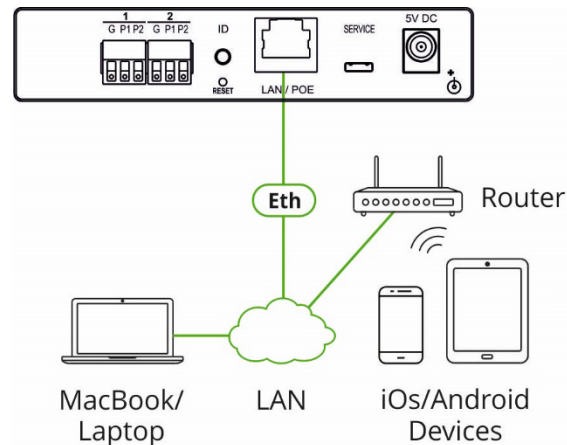 1 2
G P1 P2 G P1 P2
ID
RESET
LAN / POE
SERVICE
5V DC
+
Eth
Router
MacBook/
Laptop
LAN
iOs/Android
Devices